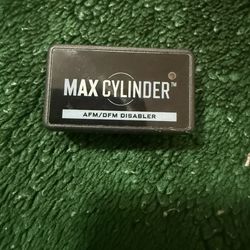 MAX CYLINDER™
AFM/DFM DISABLER